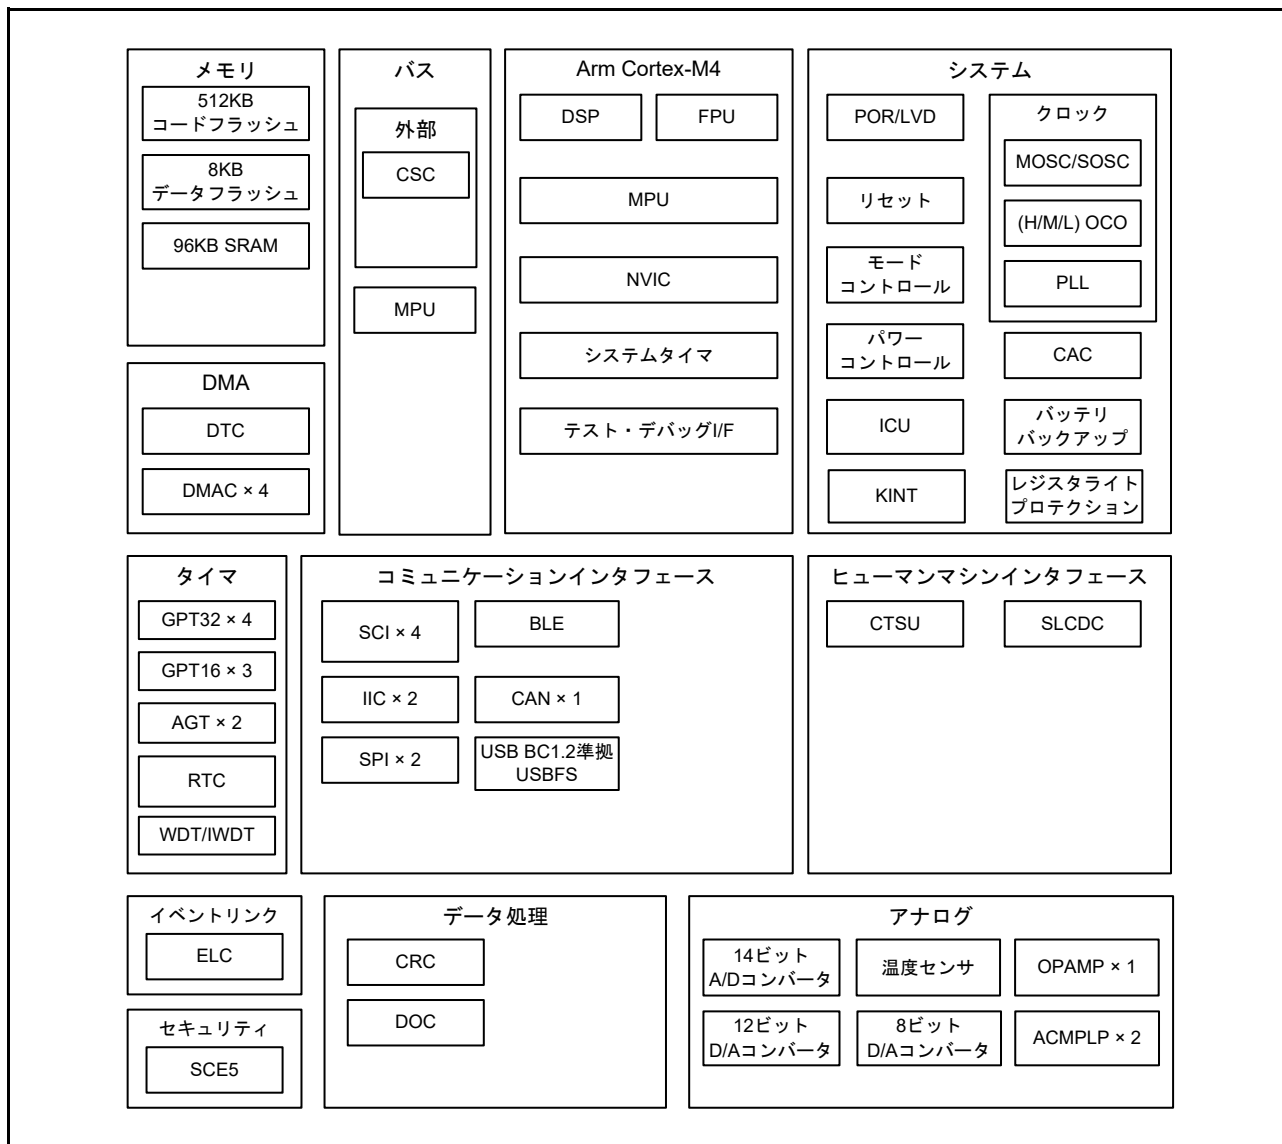 メモリ
512KB
コードフラッシュ
8KB
データフラッシュ
96KB SRAM
DMA
DTC
DMAC × 4
バス
外部
CSC
MPU
Arm Cortex-M4
DSP
FPU
MPU
NVIC
システムタイマ
テスト・デバッグI/F
システム
POR/LVD
リセット
モード
コントロール
パワー
コントロール
ICU
KINT
クロック
MOSC/SOSC
(H/M/L) OCO
PLL
CAC
バッテリ
バックアップ
レジスタライト
プロテクション
タイマ
GPT32 × 4
GPT16 × 3
AGT × 2
RTC
WDT/IWDT
コミュニケーションインタフェース
SCI × 4
BLE
IIC × 2
CAN × 1
SPI × 2
USB BC1.2準拠
USBFS
ヒューマンマシンインタフェース
CTSU
SLCDC
イベントリンク
ELC
セキュリティ
SCE5
データ処理
CRC
DOC
アナログ
14ビット
A/Dコンバータ
温度センサ
OPAMP × 1
12ビット
D/Aコンバータ
8ビット
D/Aコンバータ
ACMPLP × 2